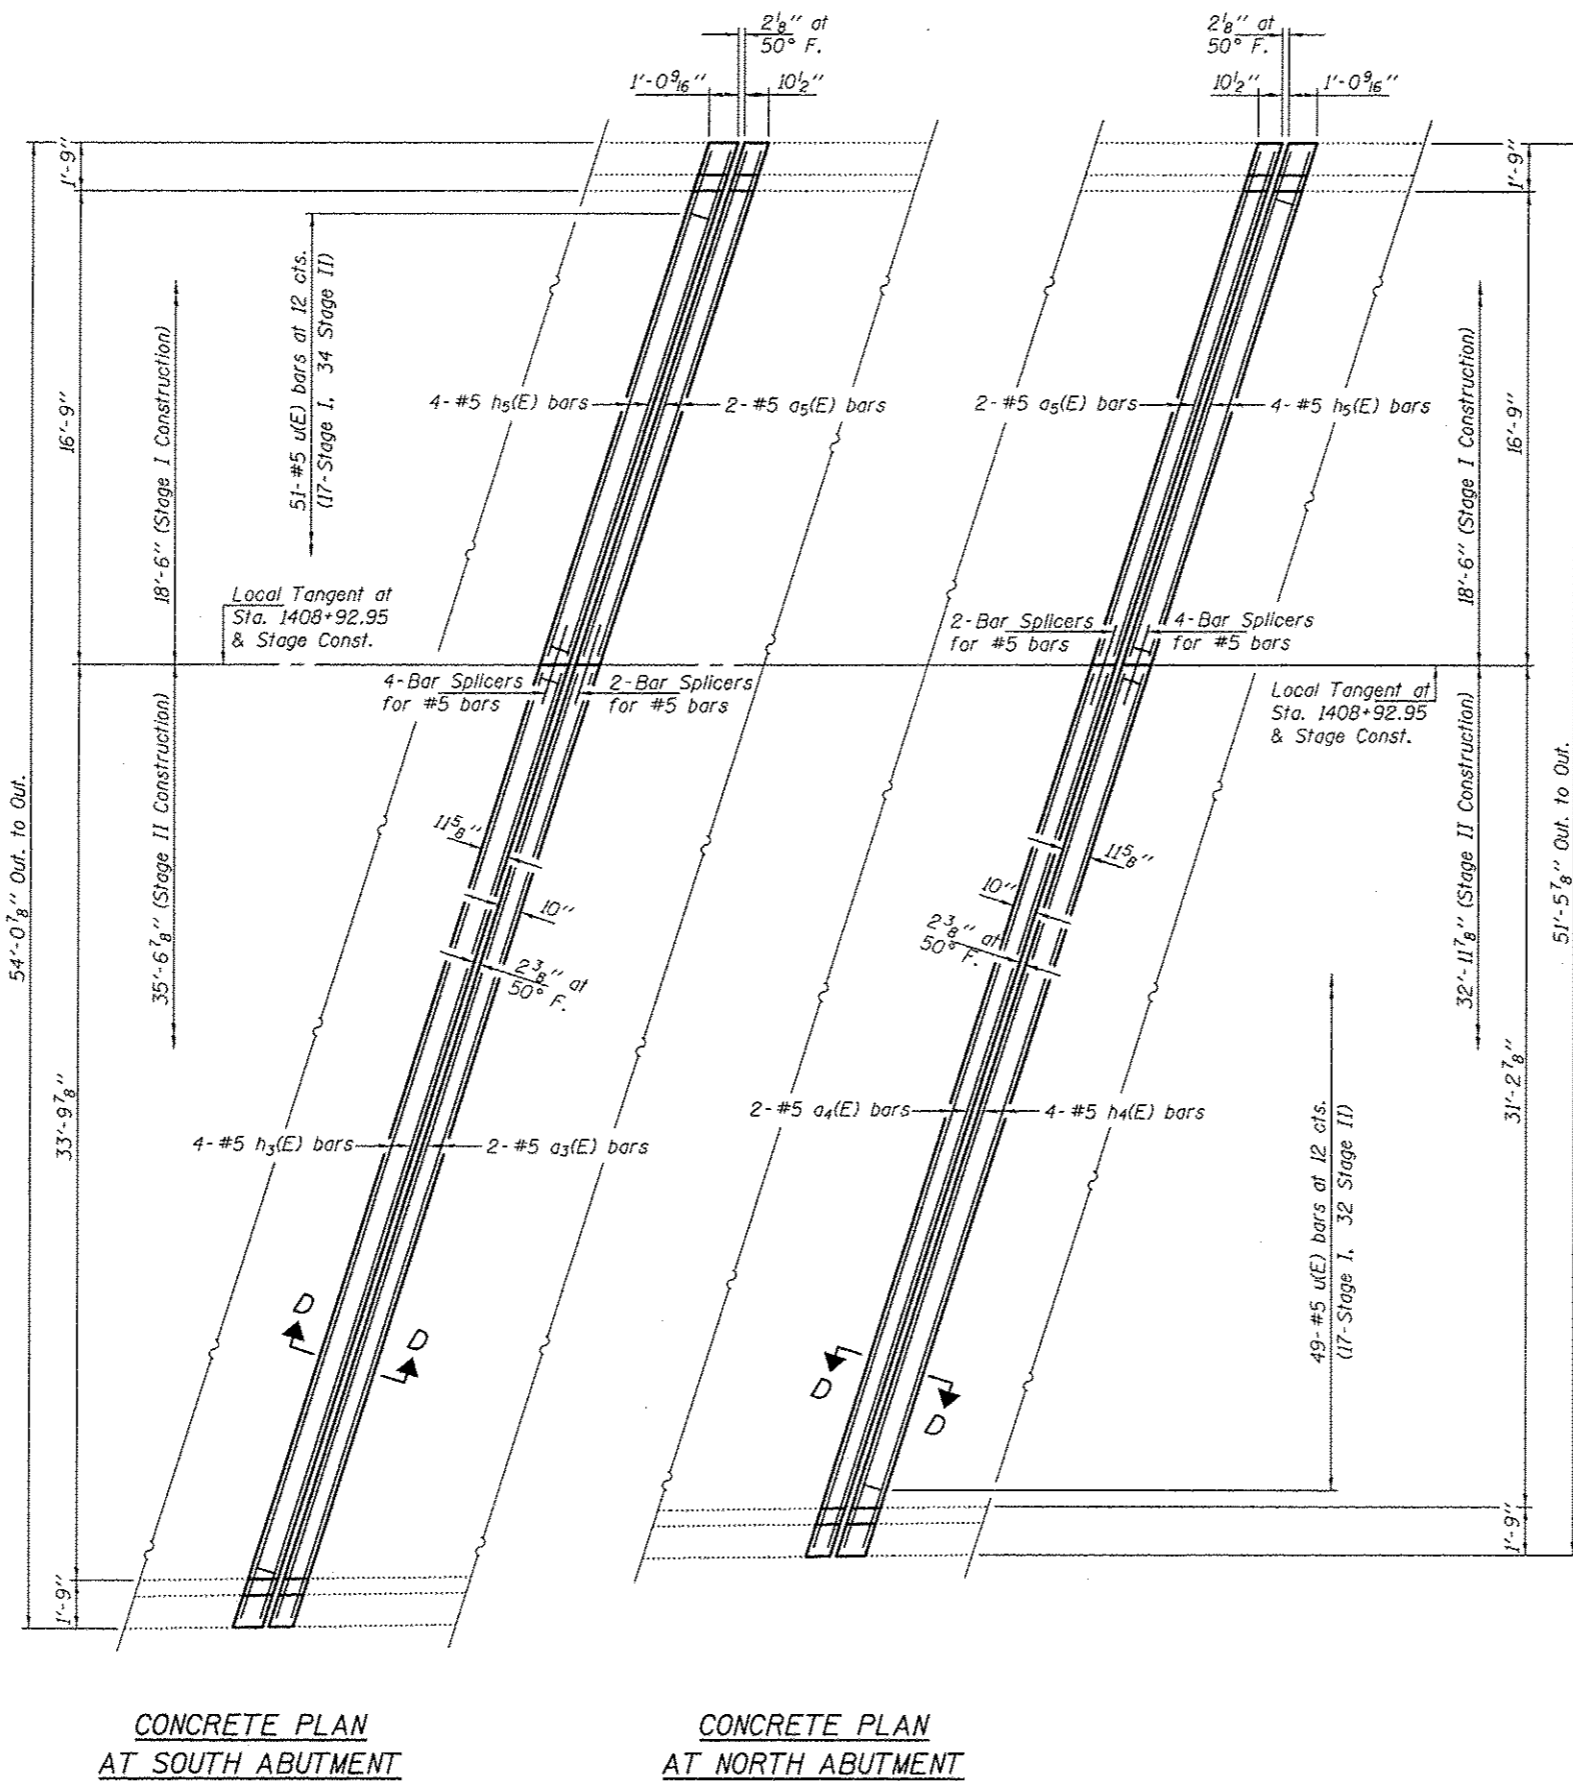 2 1/8" at
50° F.
1'-0 9/16"
10 1/2"
2 1/8" at
50° F.
10 1/2"
1'-0 9/16"
1'-9"
16'-9"
18'-6" (Stage I Construction)
51-#5 u(E) bars at 12 cts.
(17-Stage I, 34 Stage II)
4-#5 h5(E) bars
2-#5 a5(E) bars
2-#5 a5(E) bars
4-#5 h5(E) bars
1'-9"
16'-9"
18'-6" (Stage I Construction)
Local Tangent at
Sta. 1408+92.95
& Stage Const.
2-Bar Splicers
for #5 bars
4-Bar Splicers
for #5 bars
4-Bar Splicers
for #5 bars
2-Bar Splicers
for #5 bars
Local Tangent at
Sta. 1408+92.95
& Stage Const.
54'-0 7/8" Out. to Out.
35'-6 7/8" (Stage II Construction)
33'-9 7/8"
11 5/8"
10"
2 3/8" at
50° F.
11 5/8"
10"
2 3/8" at
50° F.
32'-11 7/8" (Stage II Construction)
51'-5 7/8" Out. to Out.
31'-2 7/8"
4-#5 h3(E) bars
2-#5 a3(E) bars
2-#5 a4(E) bars
4-#5 h4(E) bars
49-#5 u(E) bars at 12 cts.
(17-Stage I, 32 Stage II)
D
D
D
D
1'-9"
1'-9"
CONCRETE PLAN
AT SOUTH ABUTMENT
CONCRETE PLAN
AT NORTH ABUTMENT